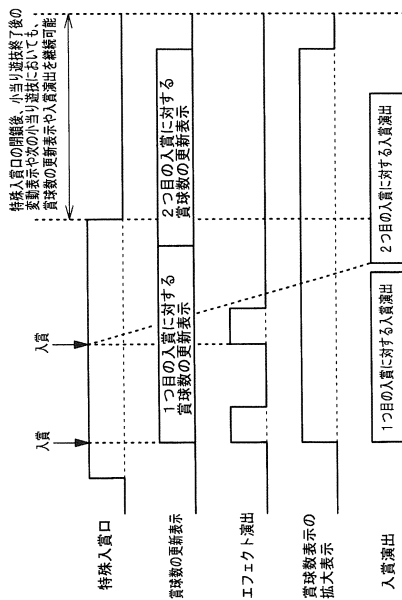 特殊入賞口の閉鎖後、小当り遊技終了後の
変動表示や次の小当り遊技においても、
賞球数の更新表示や入賞演出を継続可能
入賞
入賞
特殊入賞口
賞球数の更新表示
1つ目の入賞に対する
賞球数の更新表示
2つ目の入賞に対する
賞球数の更新表示
エフェクト演出
賞球数表示の
拡大表示
入賞演出
1つ目の入賞に対する入賞演出
2つ目の入賞に対する入賞演出